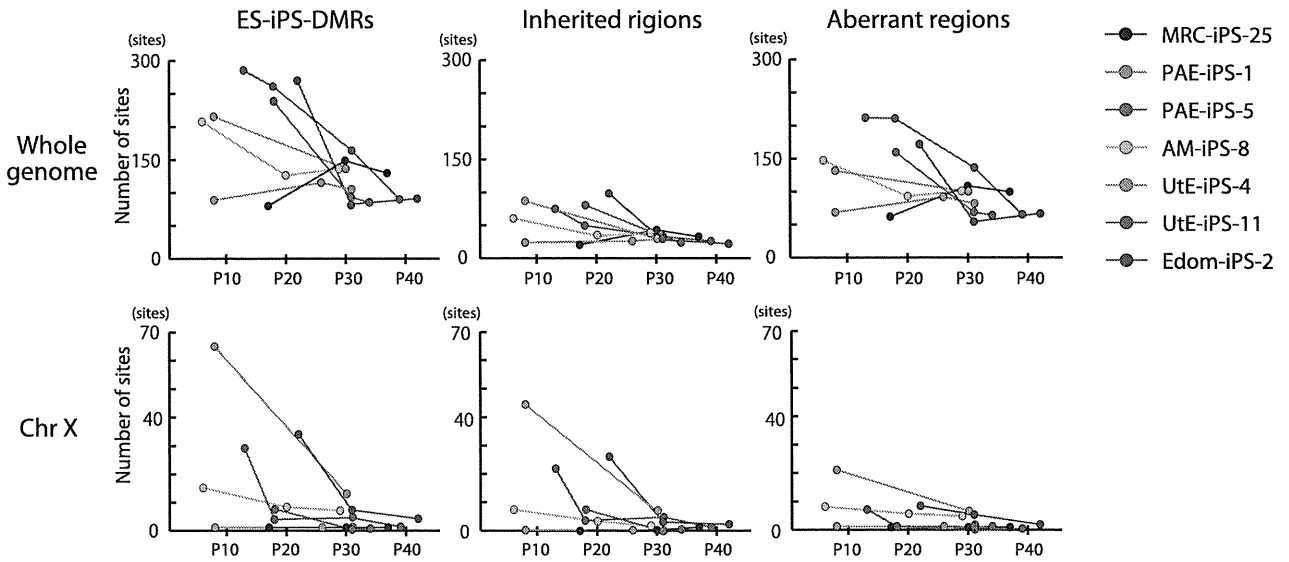 ES-iPS-DMRs
Inherited rigions
Aberrant regions
Whole genome
Number of sites
(sites)
300
150
0
P10 P20 P30 P40
(sites)
300
150
0
P10 P20 P30 P40
(sites)
300
150
0
P10 P20 P30 P40
MRC-iPS-25
PAE-iPS-1
PAE-iPS-5
AM-iPS-8
UtE-iPS-4
UtE-iPS-11
Edom-iPS-2
Chr X
Number of sites
(sites)
70
40
0
P10 P20 P30 P40
(sites)
70
40
0
P10 P20 P30 P40
(sites)
70
40
0
P10 P20 P30 P40